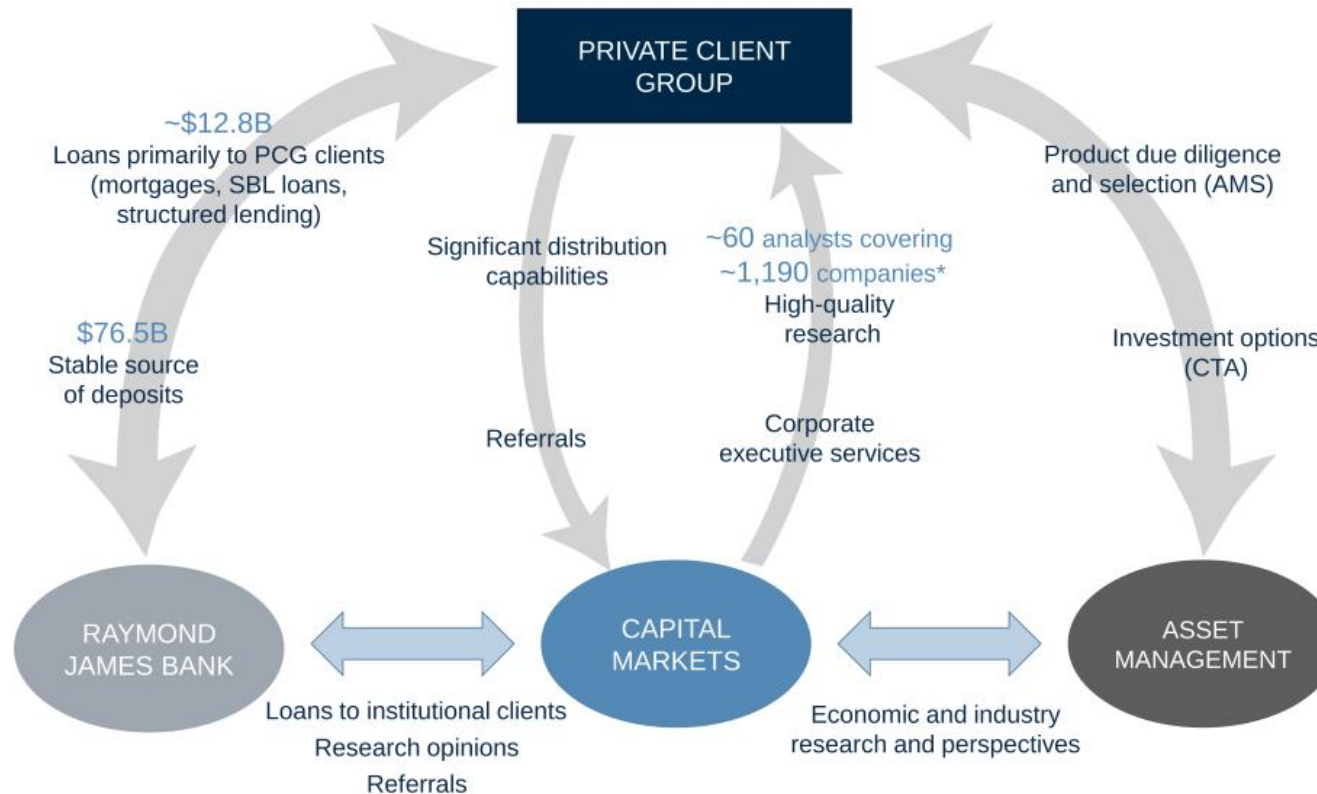 PRIVATE CLIENT
GROUP
~$12.8B
Loans primarily to PCG clients
(mortgages, SBL loans,
structured lending)
$76.5B
Stable source
of deposits
Significant distribution
capabilities
Referrals
~60 analysts covering
~1,190 companies*
High-quality
research
Corporate
executive services
Product due diligence
and selection (AMS)
Investment options
(CTA)
RAYMOND
JAMES BANK
CAPITAL
MARKETS
ASSET
MANAGEMENT
Loans to institutional clients
Research opinions
Referrals
Economic and industry
research and perspectives